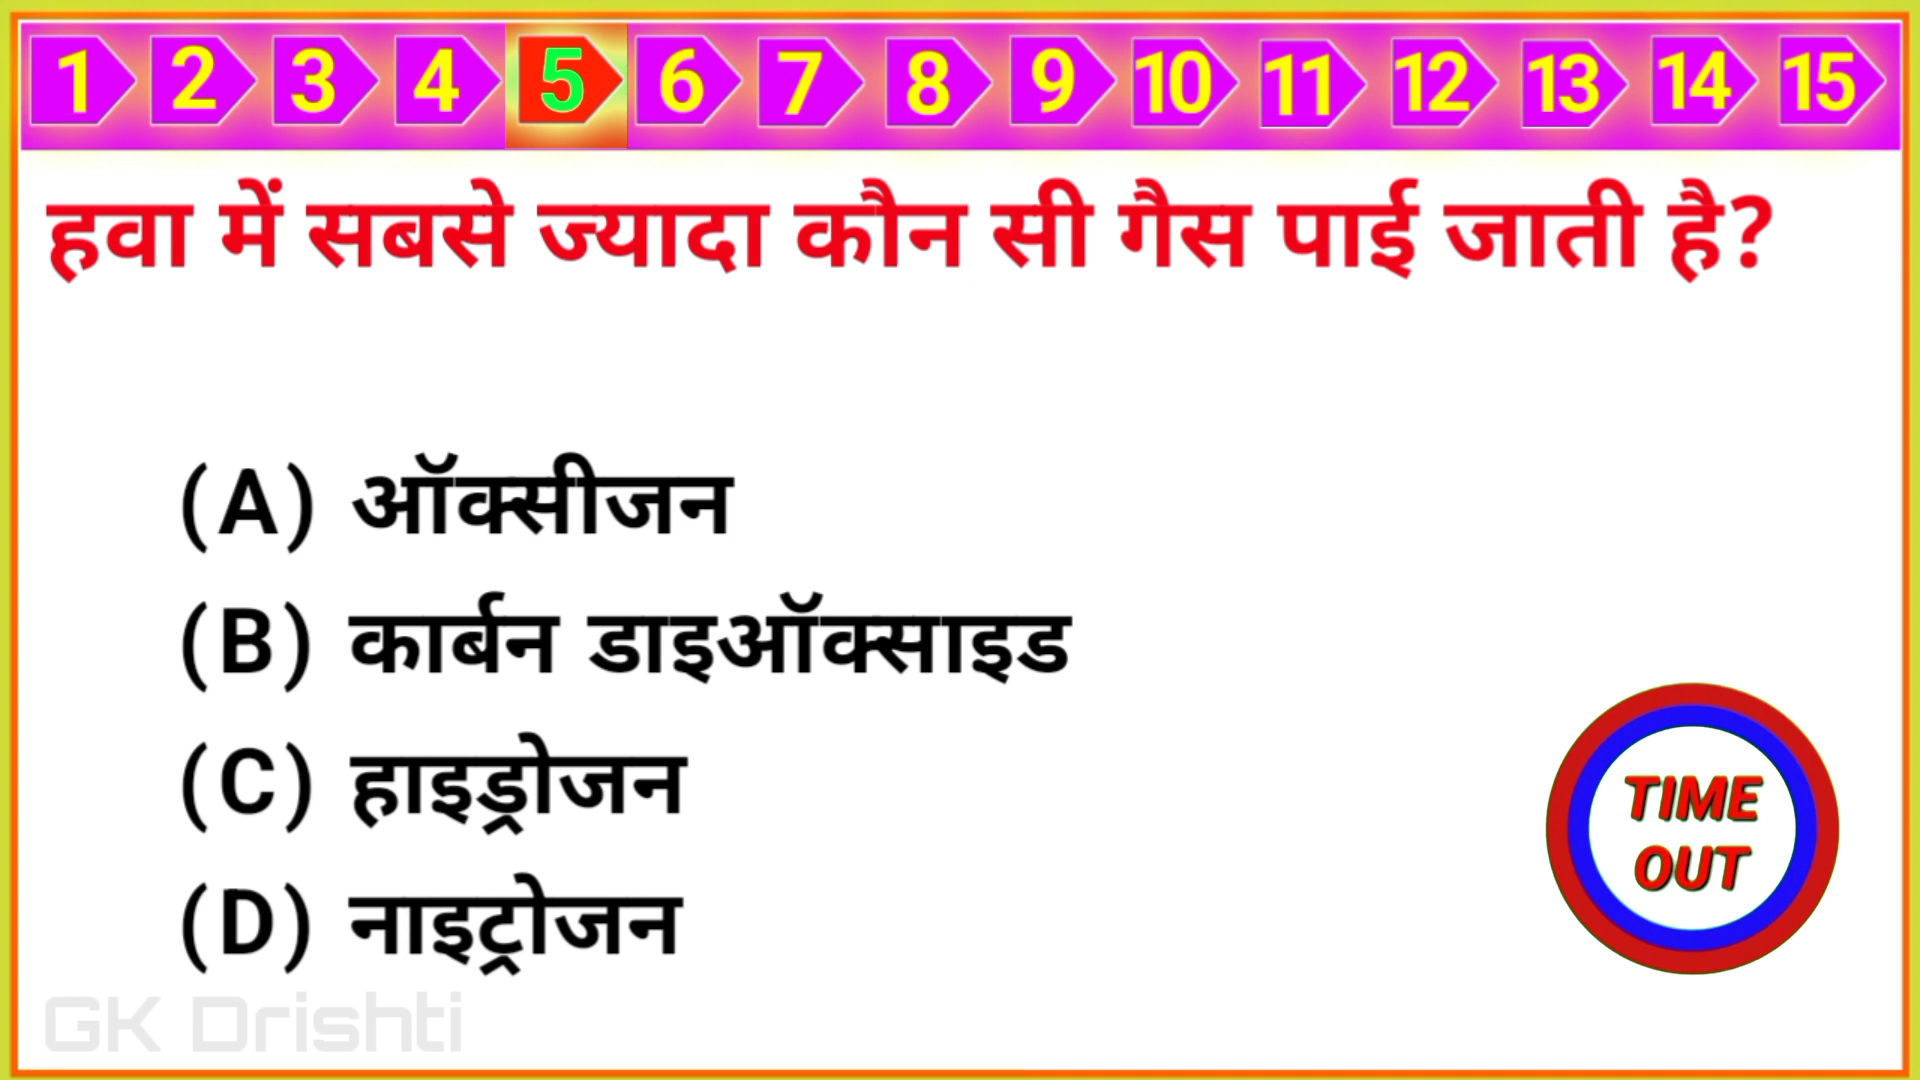 1 2 3 4 5 6 7 8 9 10 11 12 13 14 15
हवा में सबसे ज्यादा कौन सी गैस पाई जाती है?
(A) ऑक्सीजन
(B) कार्बन डाइऑक्साइड
(C) हाइड्रोजन
(D) नाइट्रोजन
TIME
OUT
GK Drishti